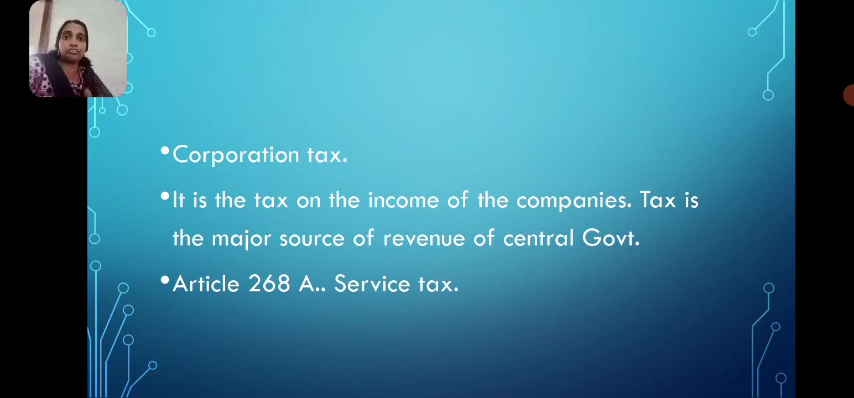 •Corporation tax.
•It is the tax on the income of the companies. Tax is
the major source of revenue of central Govt.
•Article 268 A.. Service tax.